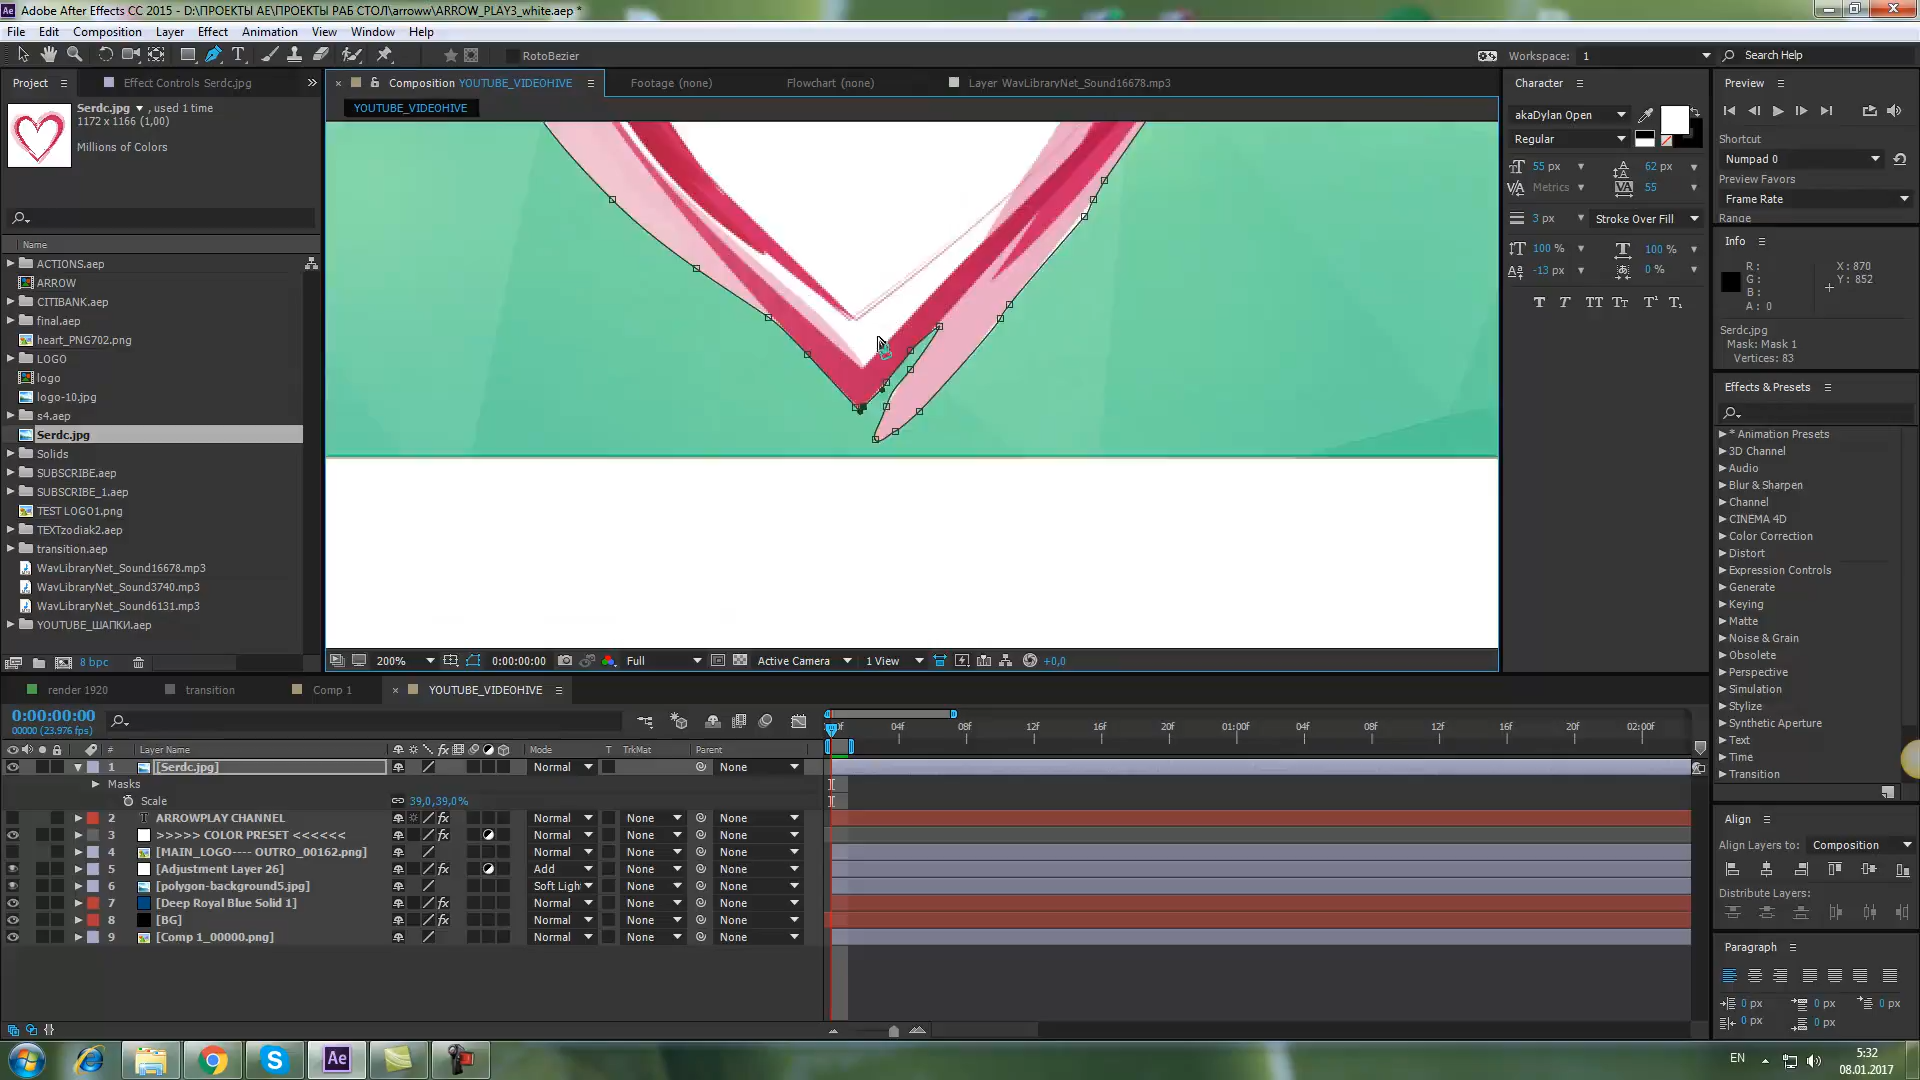 Adobe After Effects CC 2015 - D:\ПРОЕКТЫ AE\ПРОЕКТЫ РАБ СТОЛ\arroww\ARROW_PLAY3_white.aep *
File Edit Composition Layer Effect Animation View Window Help
RotoBezier
Workspace: 1
Search Help
Project
Effect Controls Serdc.jpg
Composition YOUTUBE_VIDEOHIVE
Footage (none)
Flowchart (none)
Layer WavLibraryNet_Sound16678.mp3
YOUTUBE_VIDEOHIVE
Serdc.jpg , used 1 time
1172 x 1166 (1,00)
Millions of Colors
Name
ACTIONS.aep
ARROW
CITIBANK.aep
final.aep
heart_PNG702.png
LOGO
logo
logo-10.jpg
s4.aep
Serdc.jpg
Solids
SUBSCRIBE.aep
SUBSCRIBE_1.aep
TEST LOGO1.png
TEXTzodiak2.aep
transition.aep
WavLibraryNet_Sound16678.mp3
WavLibraryNet_Sound3740.mp3
WavLibraryNet_Sound6131.mp3
YOUTUBE_ШАПКИ.aep
8 bpc
200%
0:00:00:00
Full
Active Camera
1 View
+0,0
Character
akaDylan Open
Regular
55 px
62 px
Metrics
55
3 px
Stroke Over Fill
100 %
100 %
-13 px
0 %
T T TT Tt T¹ T₁
Preview
Shortcut
Numpad 0
Preview Favors
Frame Rate
Range
Info
R :
G :
B :
A : 0
X : 870
Y : 852
Serdc.jpg
Mask: Mask 1
Vertices: 83
Effects & Presets
* Animation Presets
3D Channel
Audio
Blur & Sharpen
Channel
CINEMA 4D
Color Correction
Distort
Expression Controls
Generate
Keying
Matte
Noise & Grain
Obsolete
Perspective
Simulation
Stylize
Synthetic Aperture
Text
Time
Transition
Align
Align Layers to: Composition
Distribute Layers:
Paragraph
0 px 0 px 0 px
0 px 0 px
render 1920
transition
Comp 1
YOUTUBE_VIDEOHIVE
0:00:00:00
00000 (23.976 fps)
# Layer Name Mode T TrkMat Parent
04f 08f 12f 16f 20f 01:00f 04f 08f 12f 16f 20f 02:00f
1 [Serdc.jpg] Normal None
Masks
Scale 39,0,39,0%
2 ARROWPLAY CHANNEL Normal None None
3 >>>>> COLOR PRESET <<<<<< Normal None None
4 [MAIN_LOGO---- OUTRO_00162.png] Normal None None
5 [Adjustment Layer 26] Add None None
6 [polygon-background5.jpg] Soft Ligh None None
7 [Deep Royal Blue Solid 1] Normal None None
8 [BG] Normal None None
9 [Comp 1_00000.png] Normal None None
EN
5:32
08.01.2017